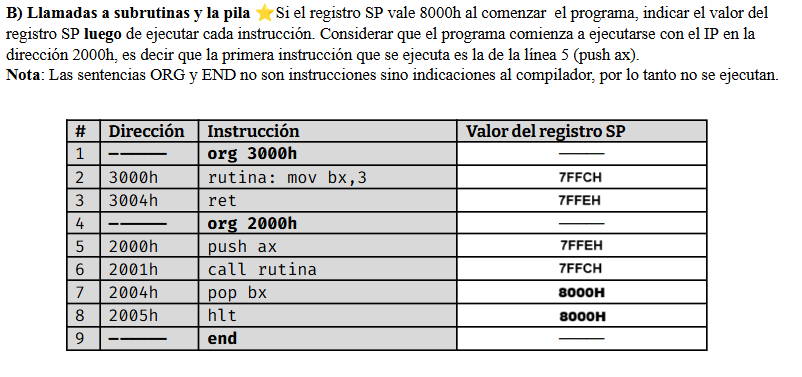 B) Llamadas a subrutinas y la pila ⭐Si el registro SP vale 8000h al comenzar el programa, indicar el valor del
registro SP luego de ejecutar cada instrucción. Considerar que el programa comienza a ejecutarse con el IP en la
dirección 2000h, es decir que la primera instrucción que se ejecuta es la de la línea 5 (push ax).
Nota: Las sentencias ORG y END no son instrucciones sino indicaciones al compilador, por lo tanto no se ejecutan.
# Dirección Instrucción Valor del registro SP
1 ——— org 3000h ———
2 3000h rutina: mov bx,3 7FFCH
3 3004h ret 7FFEH
4 ——— org 2000h ———
5 2000h push ax 7FFEH
6 2001h call rutina 7FFCH
7 2004h pop bx 8000H
8 2005h hlt 8000H
9 ——— end ———